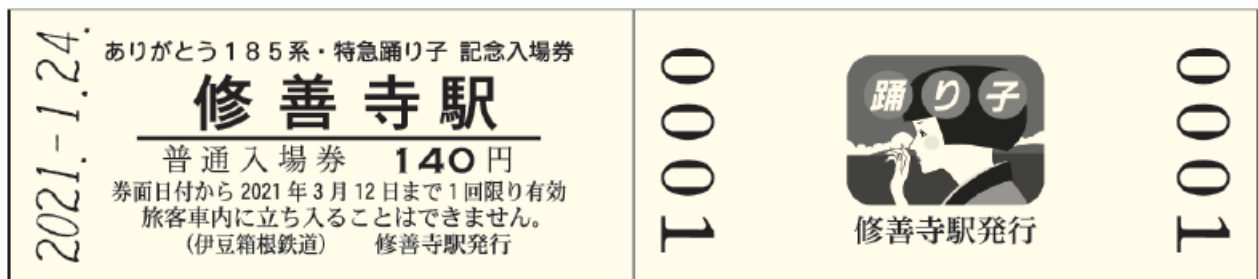 2021.-1.24.
ありがとう185系・特急踊り子 記念入場券
修善寺駅
普通入場券 140円
券面日付から2021年3月12日まで1回限り有効
旅客車内に立ち入ることはできません。
(伊豆箱根鉄道) 修善寺駅発行
0001
踊り子
修善寺駅発行
0001